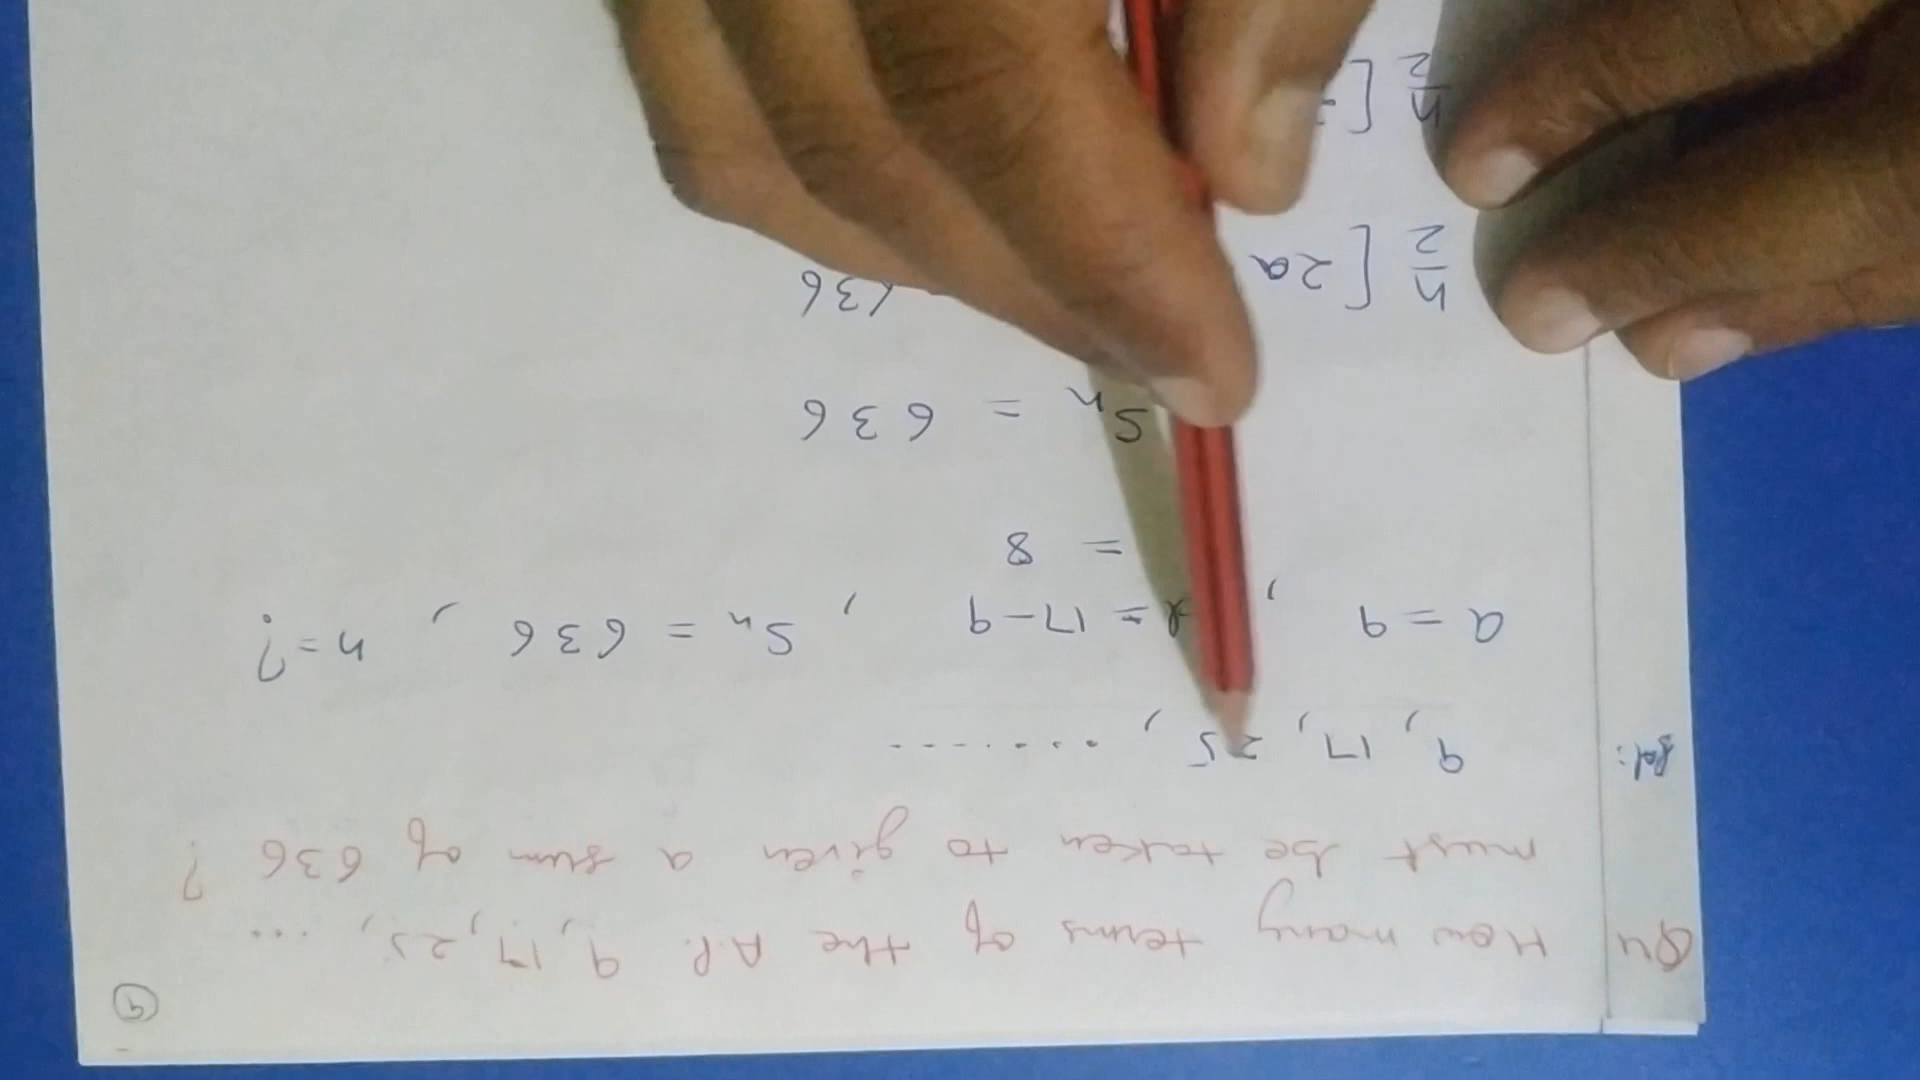 9
Q4 How many terms of the A.P. 9, 17, 25, ...
must be taken to given a sum of 636 ?
Sol: 9, 17, 25, ........
a = 9 , d = 17-9 , Sn = 636 , n = ?
= 8
Sn = 636
n/2 [2a 636
n/2 [